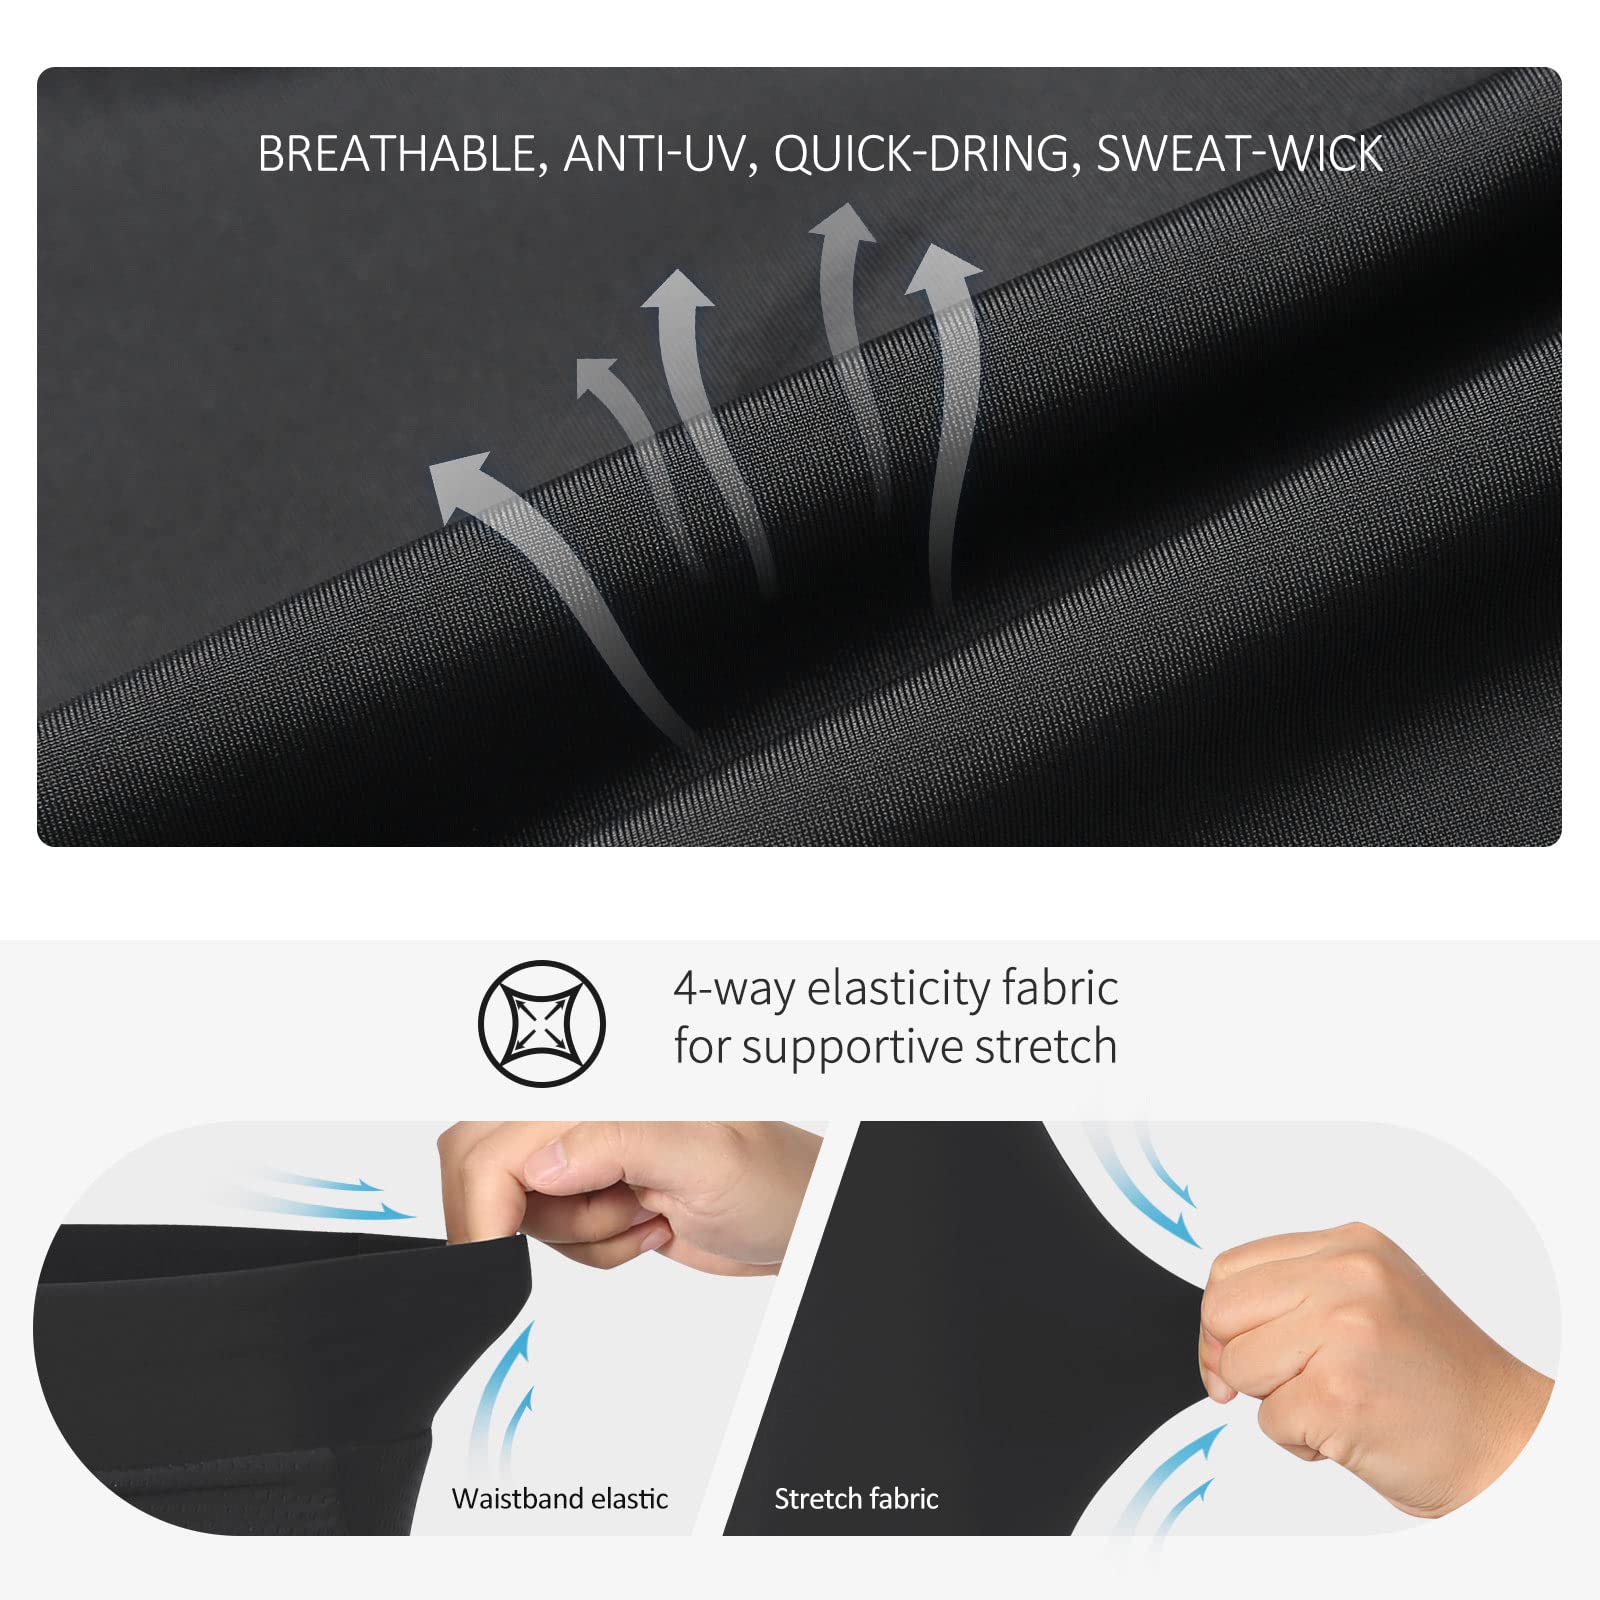 BREATHABLE, ANTI-UV, QUICK-DRING, SWEAT-WICK
4-way elasticity fabric
for supportive stretch
Waistband elastic
Stretch fabric